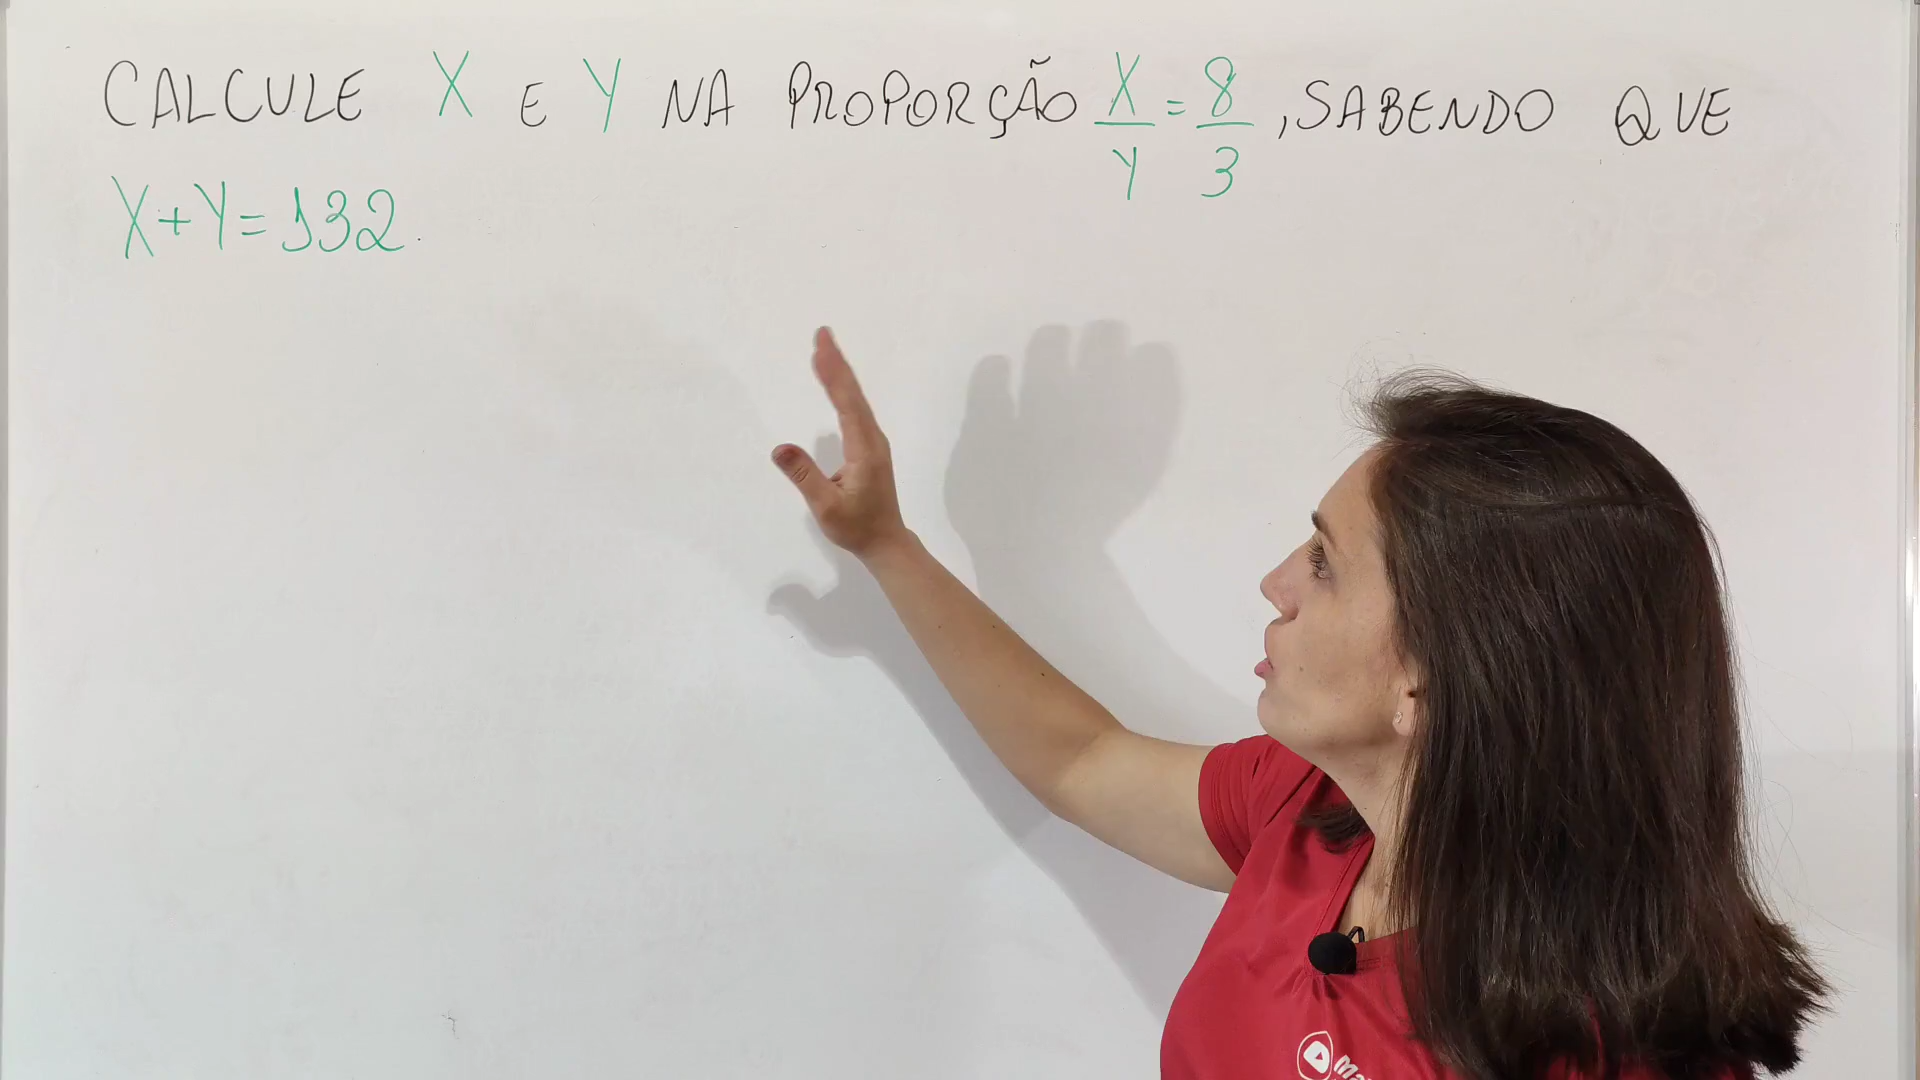 CALCULE X E Y NA PROPORÇÃO X/Y = 8/3, SABENDO QUE
X+Y=132.